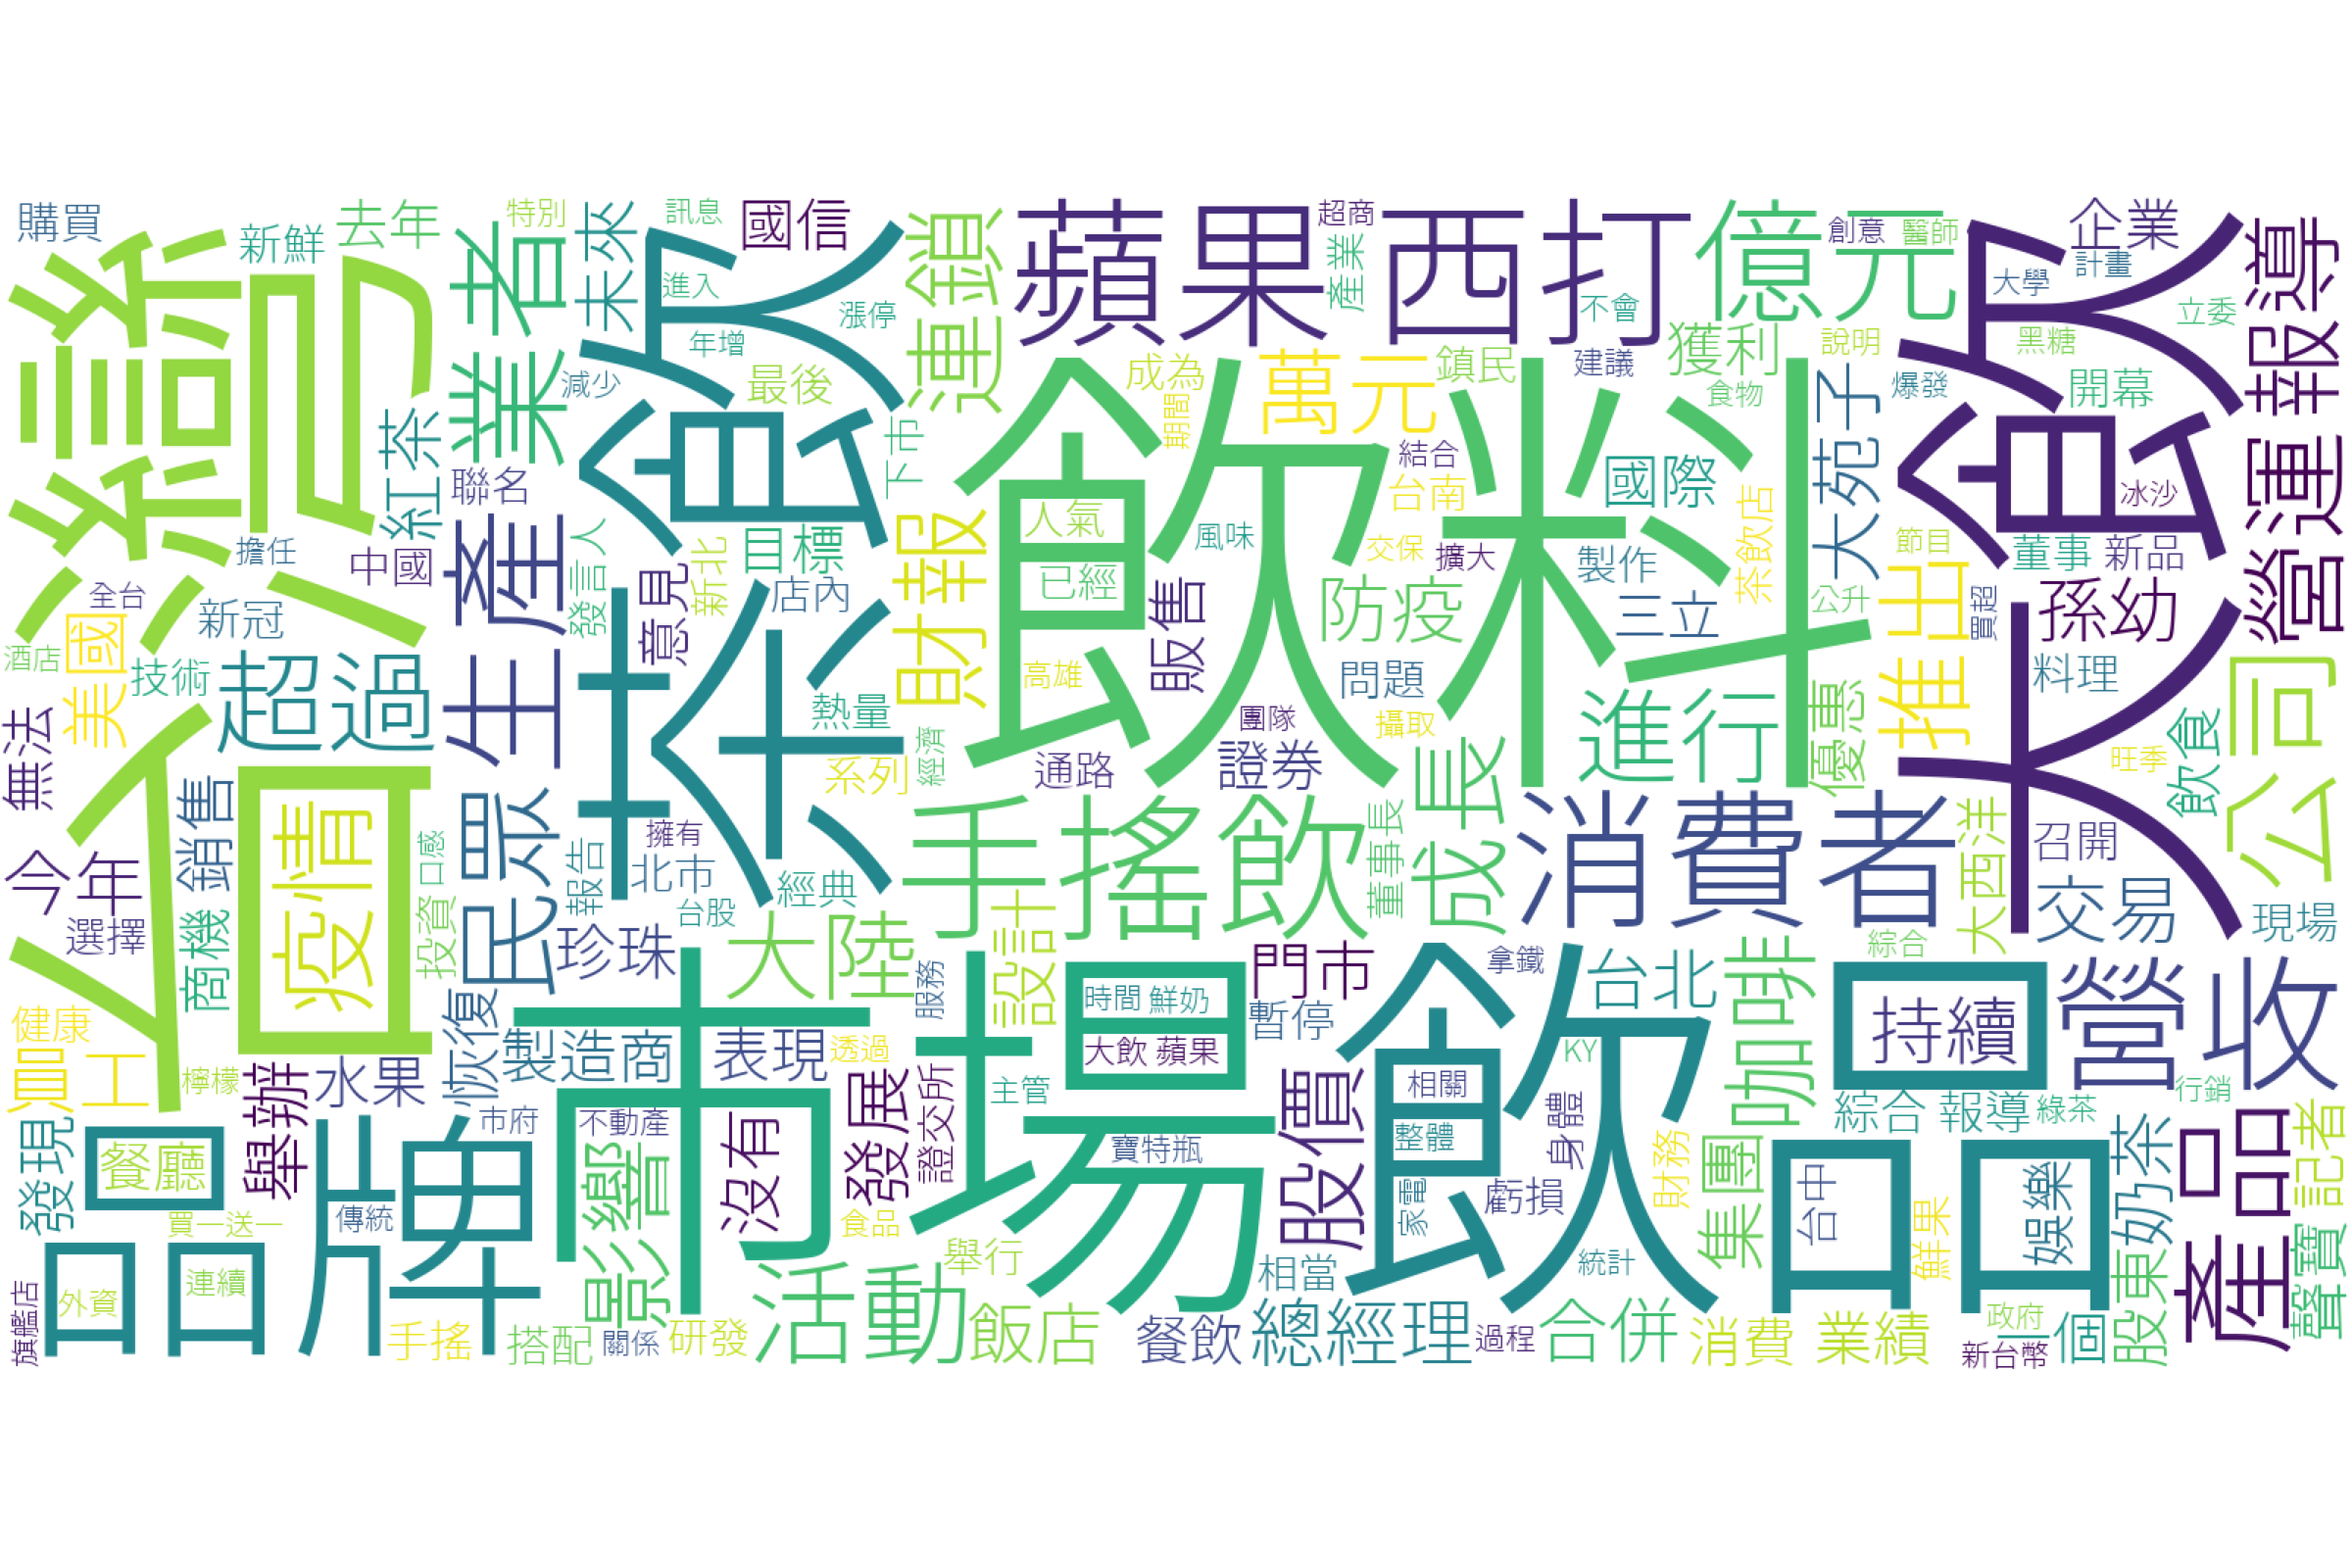 台灣
飲料
大飲
茶飲
市場
飲品
品牌
蘋果西打
手搖飲
消費者
億元
萬元
疫情
超過
生產
業者
連鎖
財報
報導
營運
公司
推出
孫幼
進行
成長
營收
產品
持續
咖啡
股價
影響
活動
總經理
大陸
民眾
防疫
今年
美國
購買
新鮮
去年
特別
訊息
國信
超商
產業
創意
醫師
企業
未來
進入
年增
漲停
減少
最後
成為
鎮民
獲利
不會
建議
說明
大學
計畫
立委
黑糖
爆發
開幕
食物
期間
結合
台南
國際
大苑子
冰沙
紅茶
聯名
下市
人氣
風味
交保
擴大
製作
茶飲店
節目
董事
新品
中國
擔任
發言人
新北
目標
店內
意見
已經
販售
三立
公升
買超
全台
新冠
酒店
技術
熱量
高雄
問題
團隊
攝取
優惠
料理
飲食
旺季
無法
銷售
系列
經濟
通路
證券
董事長
大西洋
召開
交易
現場
選擇
商機
投資
口感
報告
擁有
北市
台股
經典
珍珠
設計
門市
拿鐵
台北
綜合
健康
檸檬
恢復
水果
製造商
表現
透過
服務
時間
鮮奶
大飲 蘋果
暫停
KY
相關
綜合 報導
綠茶
行銷
發現
餐廳
舉辦
市府
不動產
沒有
發展
證交所
主管
寶特瓶
整體
身體
財務
集團
台中
娛樂
奶茶
記者
買一送一
傳統
食品
家電
虧損
鮮果
聲寶
旗艦店
外資
連續
舉行
相當
統計
股東
手搖
搭配
關係
研發
飯店
餐飲
過程
合併
消費
業績
新台幣
政府
一個